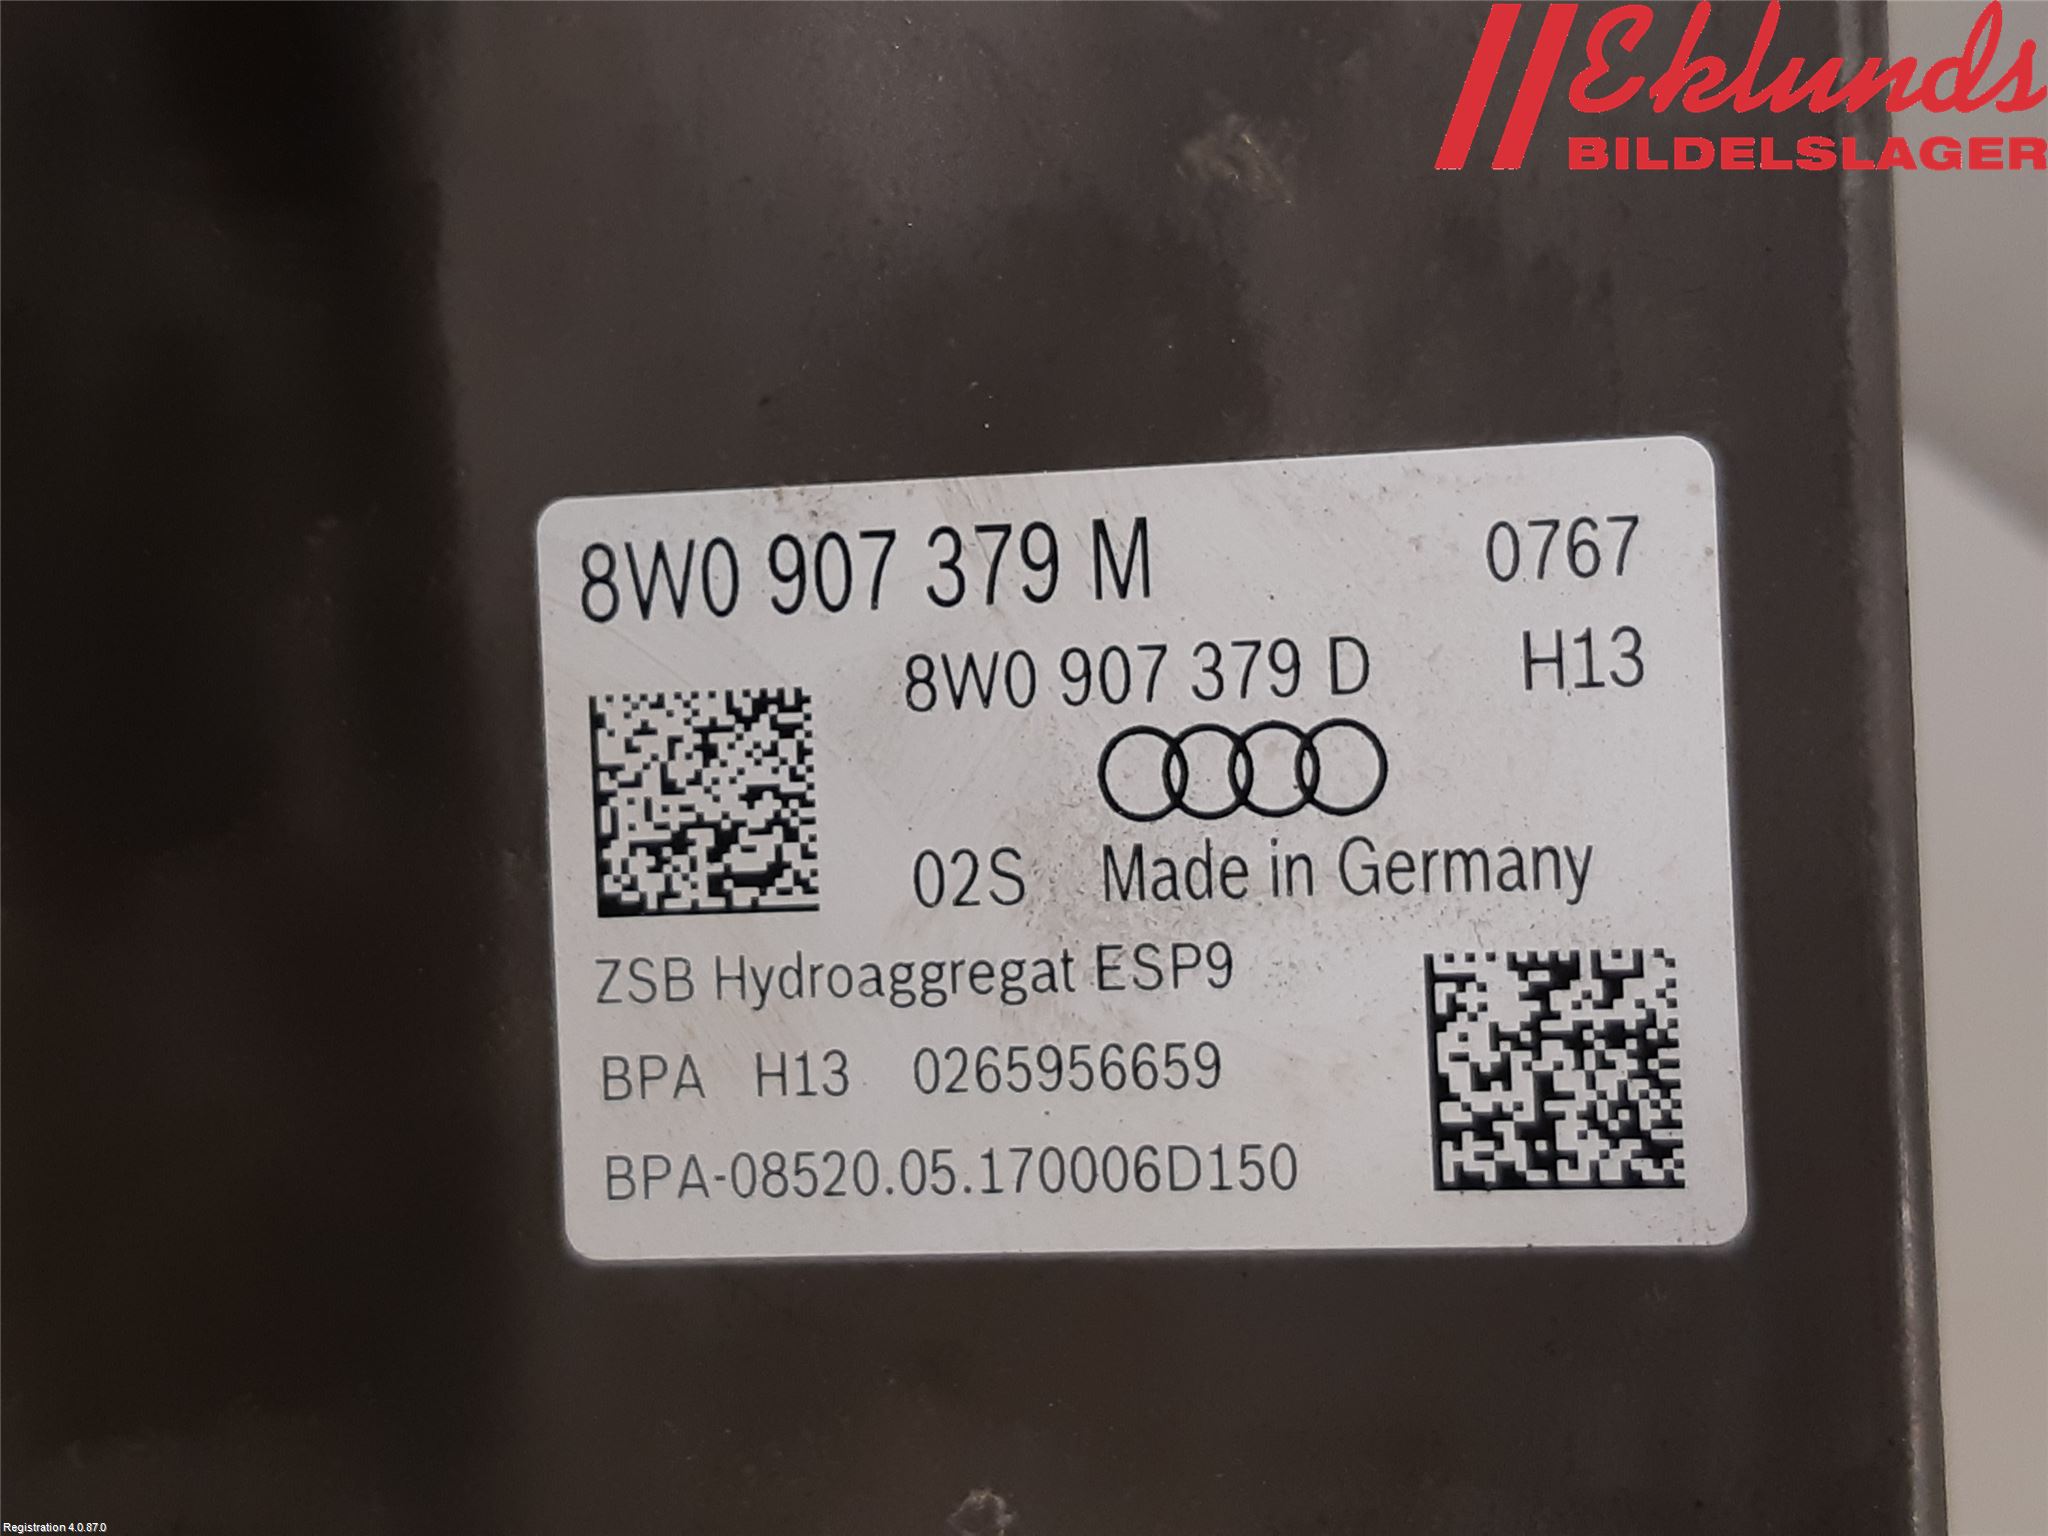 Eklunds
BILDELSLAGER
8W0 907 379 M 0767
8W0 907 379 D H13
02S Made in Germany
ZSB Hydroaggregat ESP9
BPA H13 0265956659
BPA-08520.05.170006D150
Registration 4.0.87.0